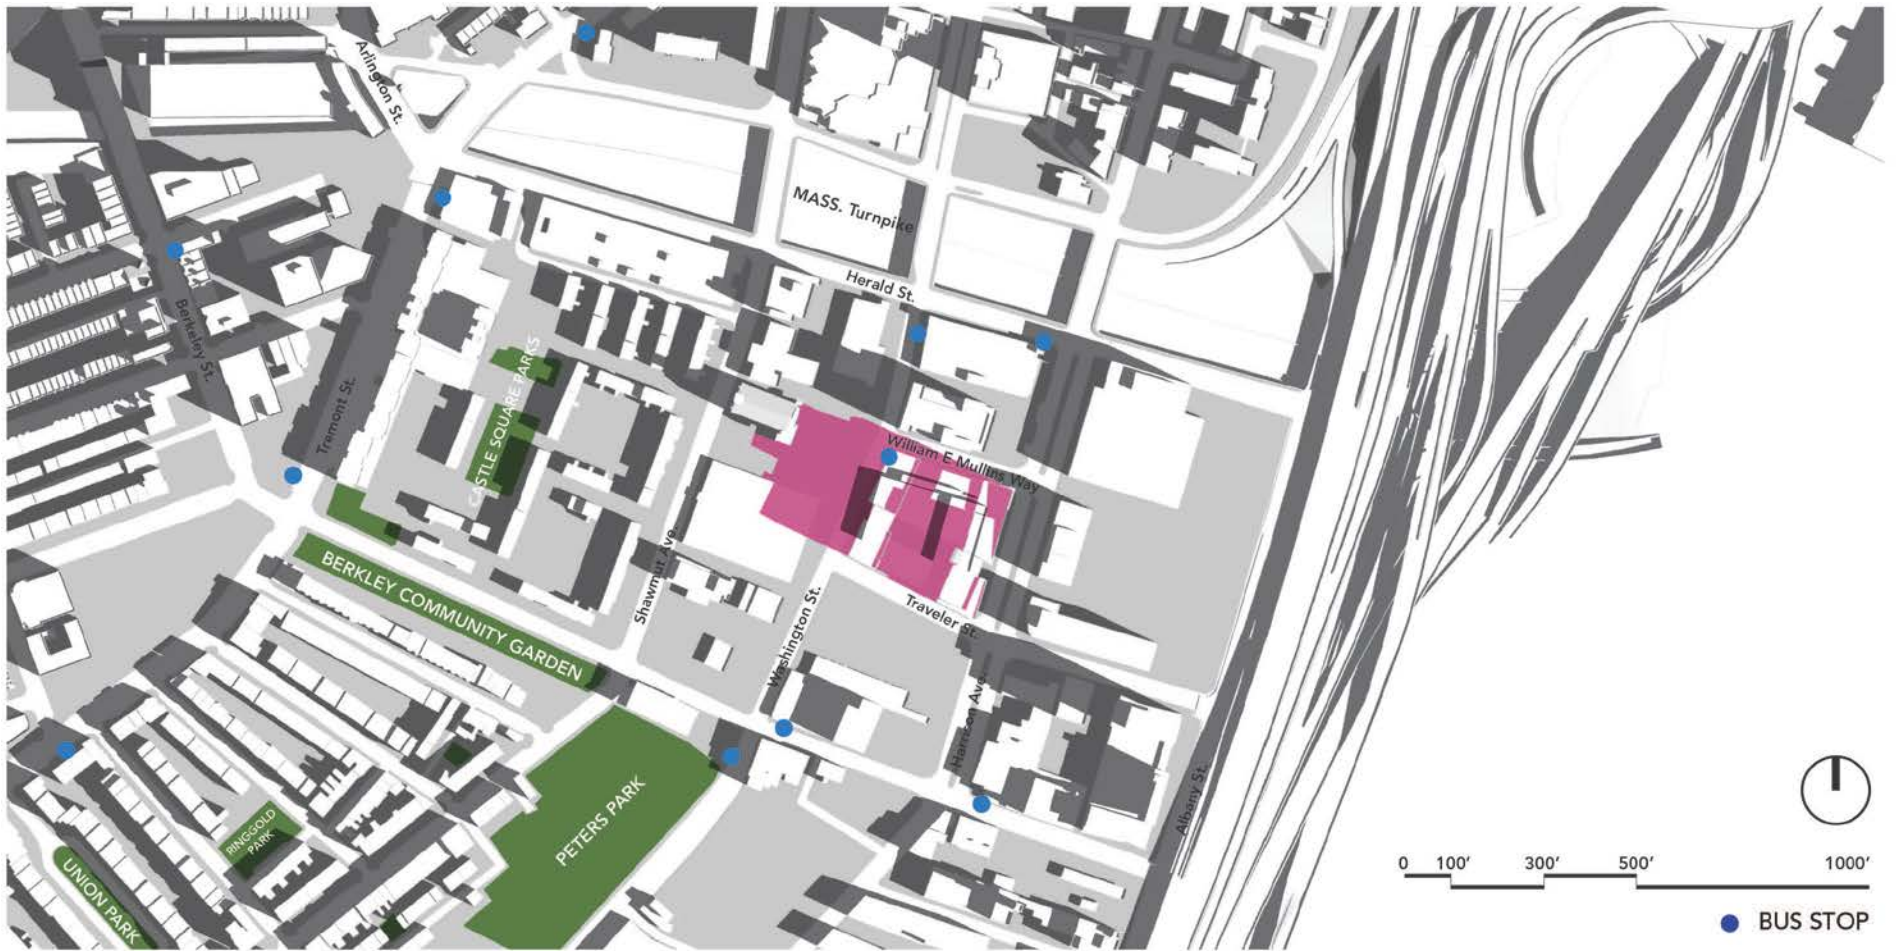 Arlington St.
MASS. Turnpike
Herald St.
Berkeley St.
Tremont St.
CASTLE SQUARE PARKS
William E Mullins Way
BERKLEY COMMUNITY GARDEN
Shawmut Ave.
Washington St.
Traveler St.
Harrison Ave.
Albany St.
PETERS PARK
RINGGOLD
PARK
UNION PARK
0 100' 300' 500' 1000'
BUS STOP